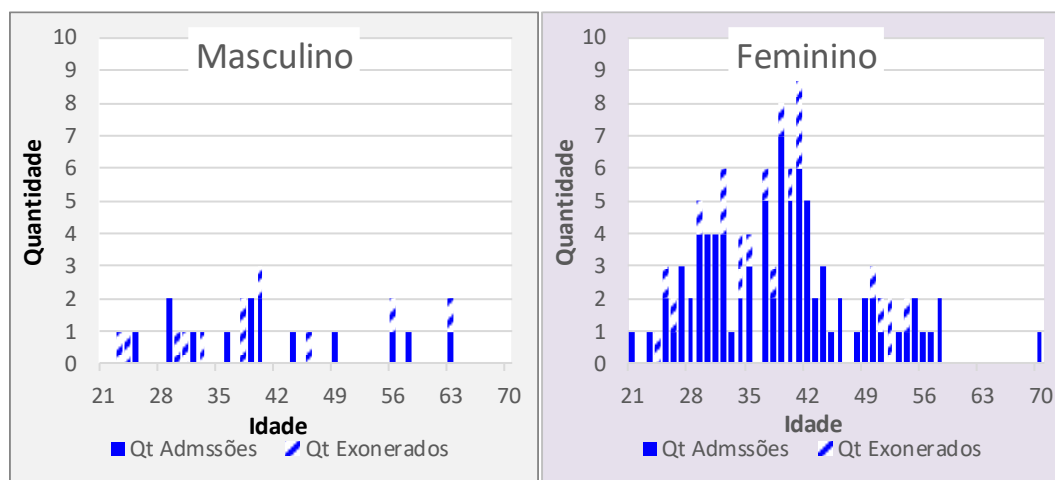 Masculino
Quantidade
10
9
8
7
6
5
4
3
2
1
0
21 28 35 42 49 56 63 70
Idade
Qt Admssões Qt Exonerados
Feminino
Quantidade
10
9
8
7
6
5
4
3
2
1
0
21 28 35 42 49 56 63 70
Idade
Qt Admssões Qt Exonerados